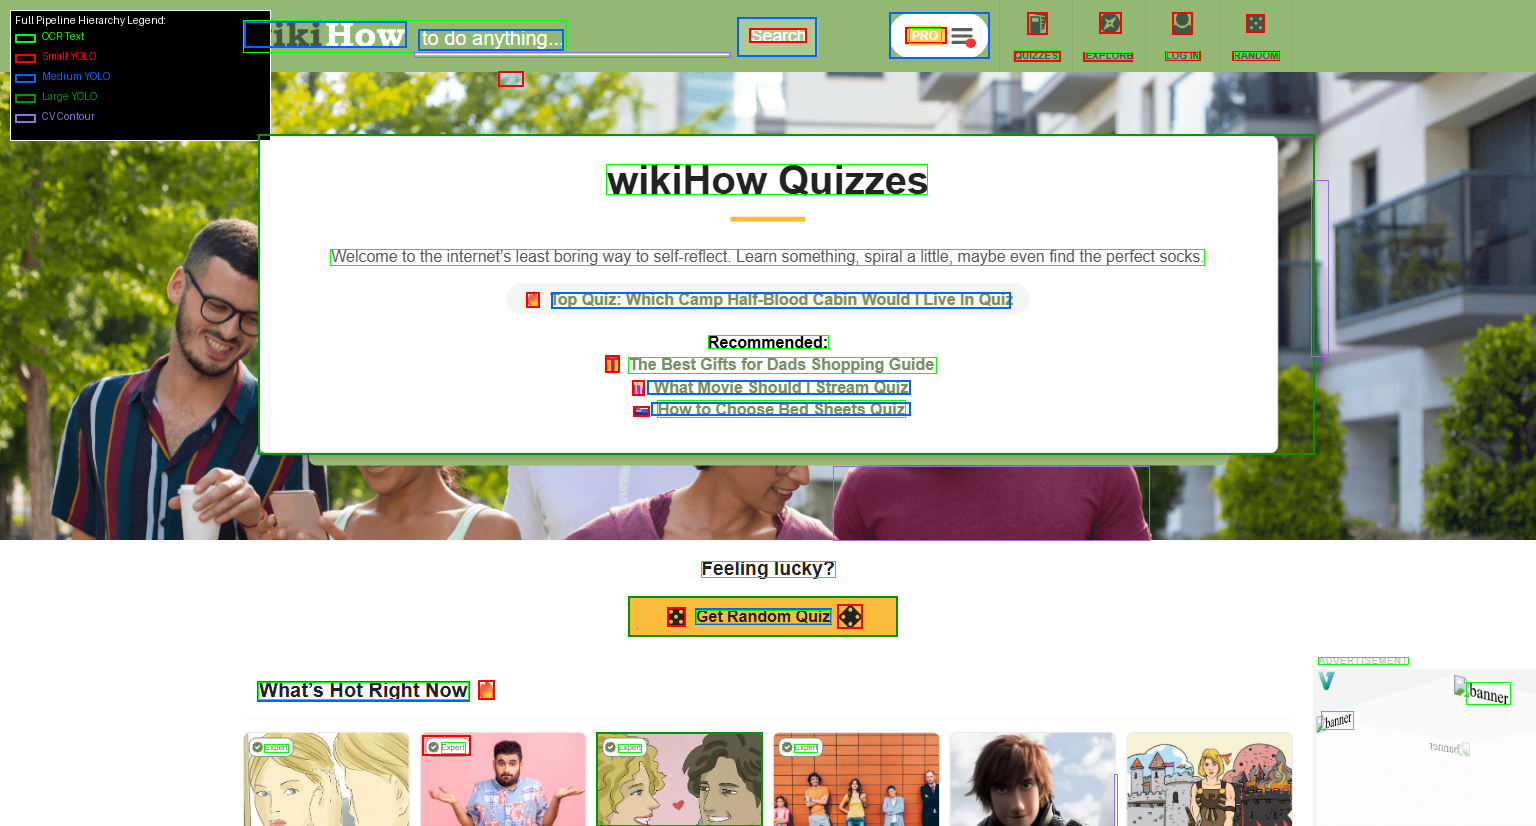 Full Pipeline Hierarchy Legend:
OCR Text
Small YOLO
Medium YOLO
Large YOLO
CV Contour
wikiHow
to do anything...
Search
PRO
QUIZZES
EXPLORE
LOG IN
RANDOM
wikiHow Quizzes
Welcome to the internet’s least boring way to self-reflect. Learn something, spiral a little, maybe even find the perfect socks.
Top Quiz: Which Camp Half-Blood Cabin Would I Live In Quiz
Recommended:
The Best Gifts for Dads Shopping Guide
What Movie Should I Stream Quiz
How to Choose Bed Sheets Quiz
Feeling lucky?
Get Random Quiz
What’s Hot Right Now
ADVERTISEMENT
banner
banner
banner
Expert
Expert
Expert
Expert